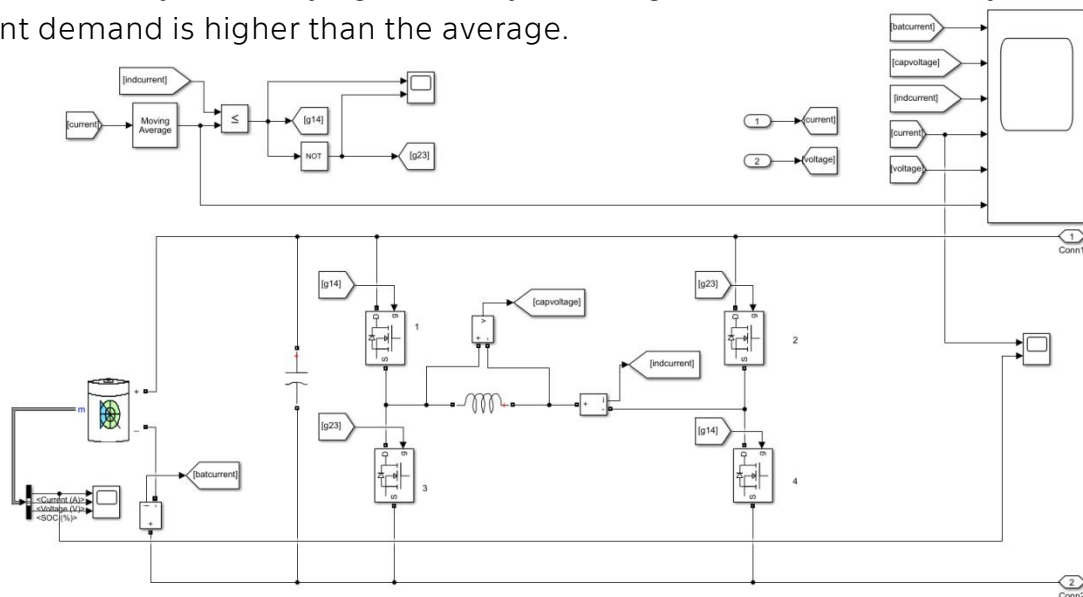 nt demand is higher than the average.
[batcurrent]
[capvoltage]
[indcurrent]
[current]
[voltage]
[indcurrent]
[current]
Moving
Average
≤
[g14]
NOT
[g23]
1
[current]
2
[voltage]
1
Conn1
[g14]
g
D
S
1
[capvoltage]
v
+
-
[g23]
g
D
S
2
[indcurrent]
+
i
-
m
+
[g23]
g
D
S
3
[g14]
g
D
S
4
[batcurrent]
<Current (A)>
<Voltage (V)>
<SOC (%)>
i
-
+
2
Conn2